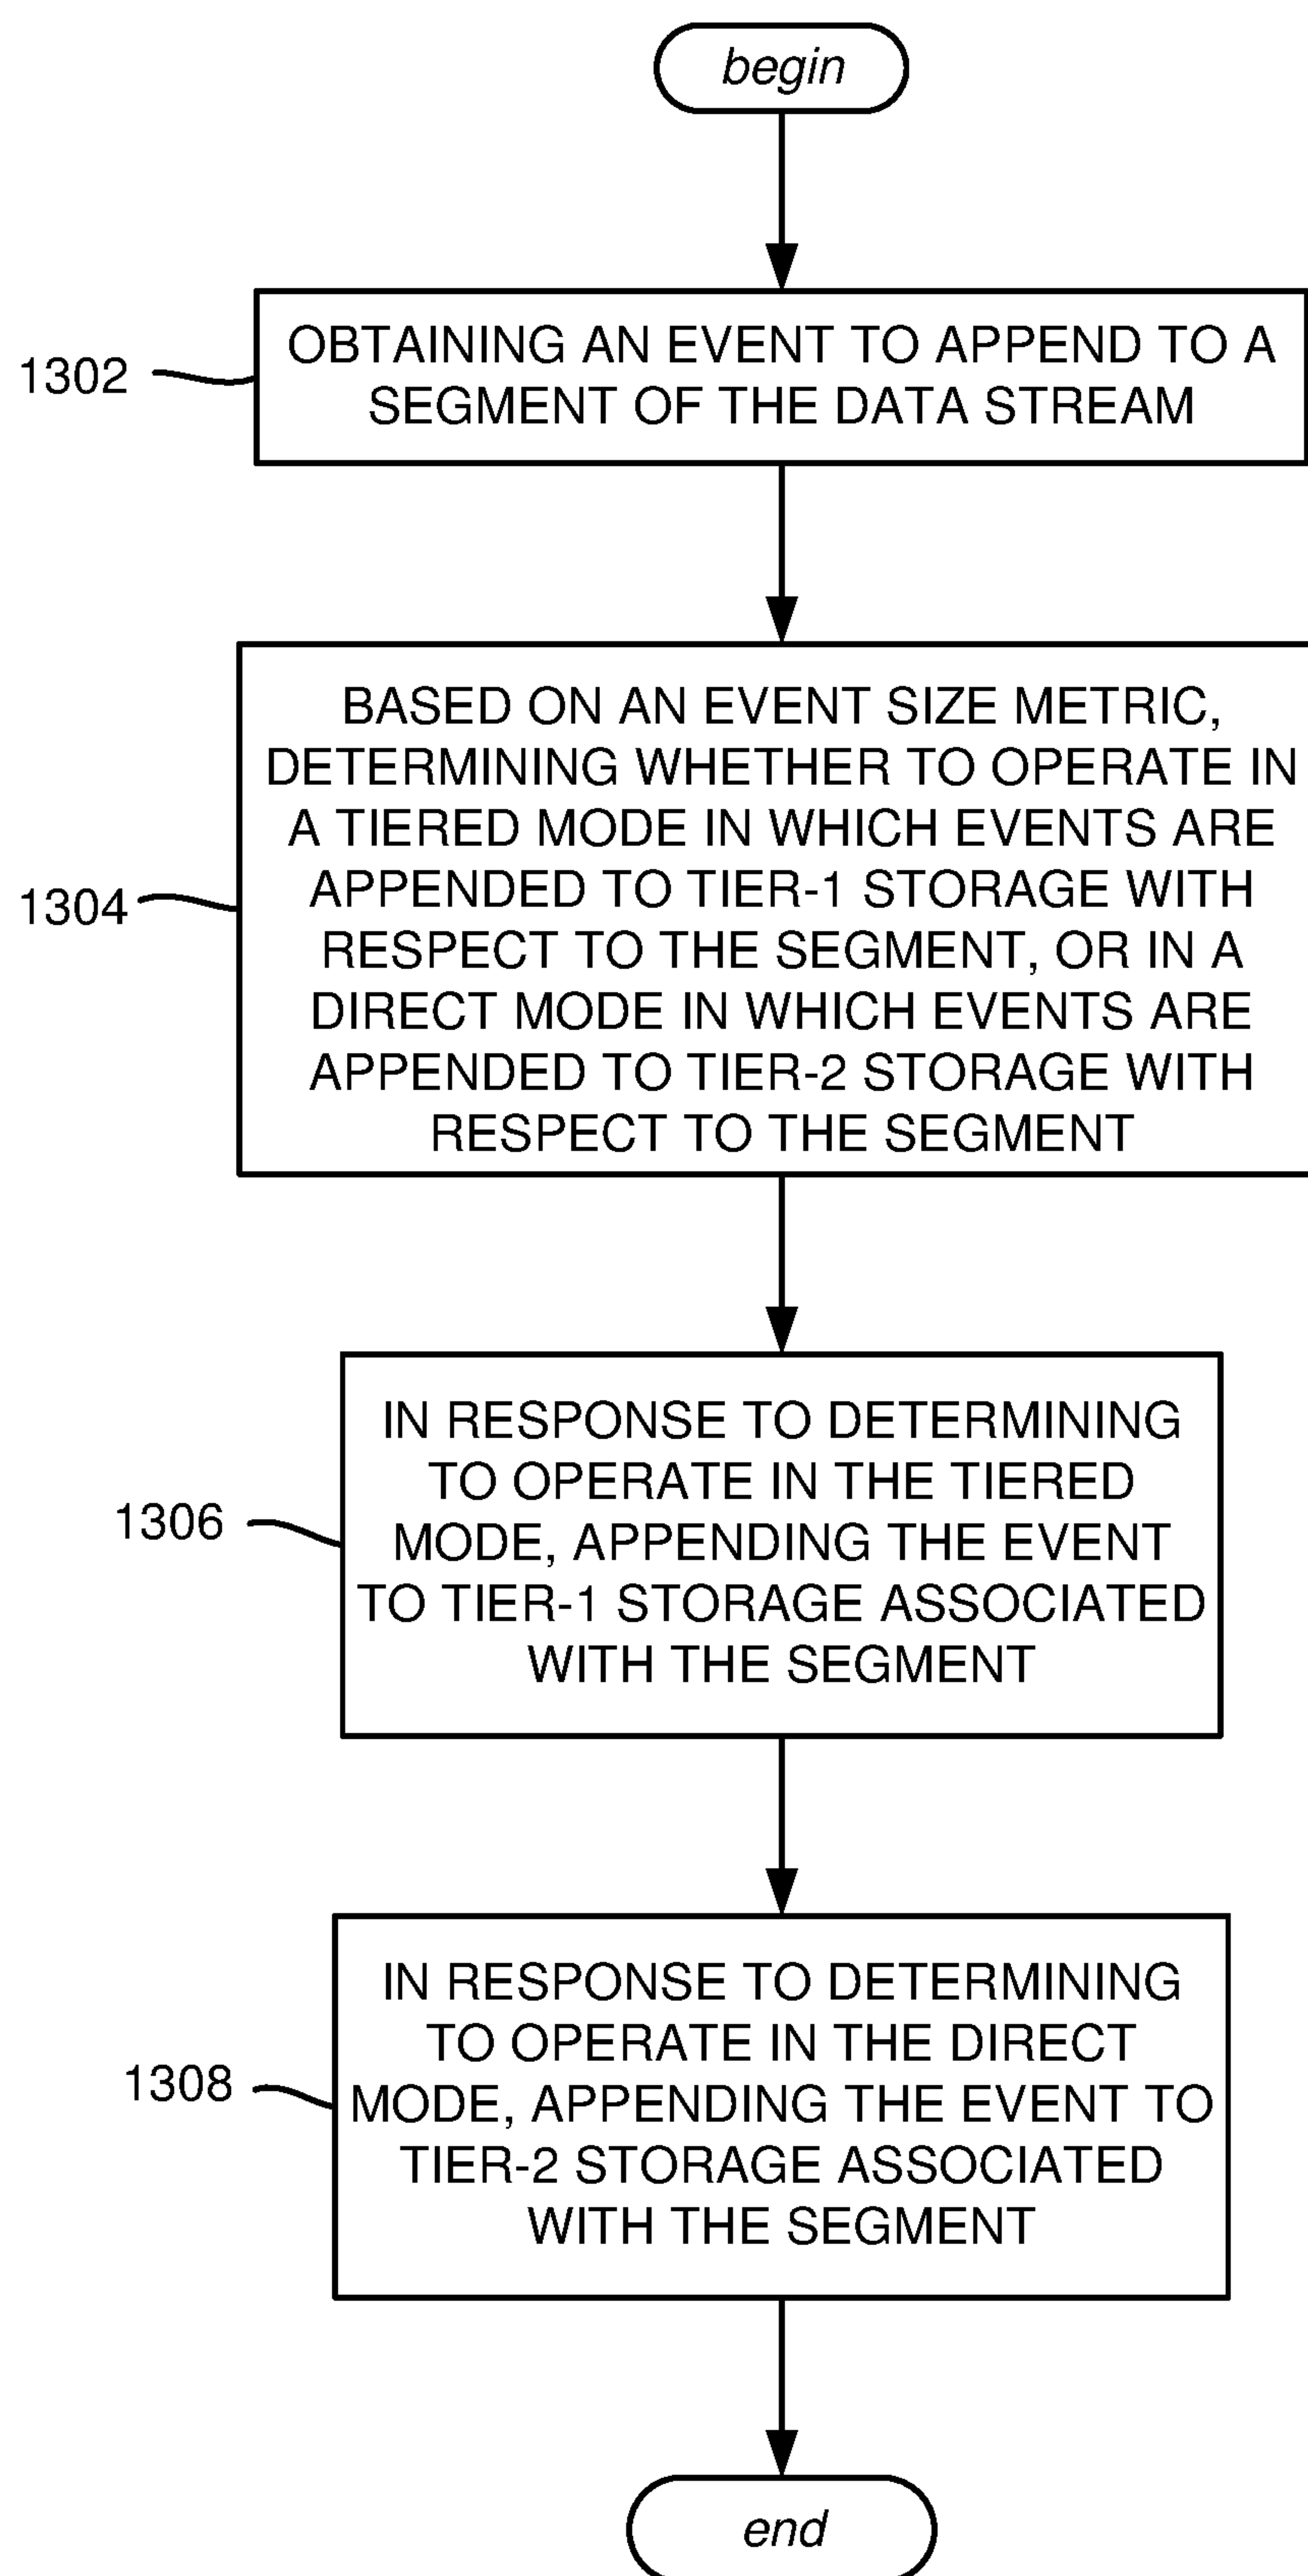 begin
1302
OBTAINING AN EVENT TO APPEND TO A
SEGMENT OF THE DATA STREAM
1304
BASED ON AN EVENT SIZE METRIC,
DETERMINING WHETHER TO OPERATE IN
A TIERED MODE IN WHICH EVENTS ARE
APPENDED TO TIER-1 STORAGE WITH
RESPECT TO THE SEGMENT, OR IN A
DIRECT MODE IN WHICH EVENTS ARE
APPENDED TO TIER-2 STORAGE WITH
RESPECT TO THE SEGMENT
1306
IN RESPONSE TO DETERMINING
TO OPERATE IN THE TIERED
MODE, APPENDING THE EVENT
TO TIER-1 STORAGE ASSOCIATED
WITH THE SEGMENT
1308
IN RESPONSE TO DETERMINING
TO OPERATE IN THE DIRECT
MODE, APPENDING THE EVENT TO
TIER-2 STORAGE ASSOCIATED
WITH THE SEGMENT
end